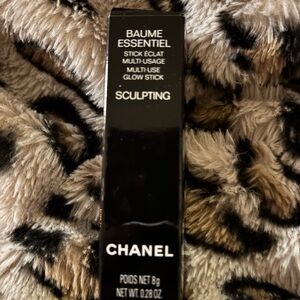 BAUME
ESSENTIEL
STICK ÉCLAT
MULTI-USAGE
MULTI-USE
GLOW STICK
SCULPTING
CHANEL
POIDS NET 8g
NET WT. 0.28 OZ.